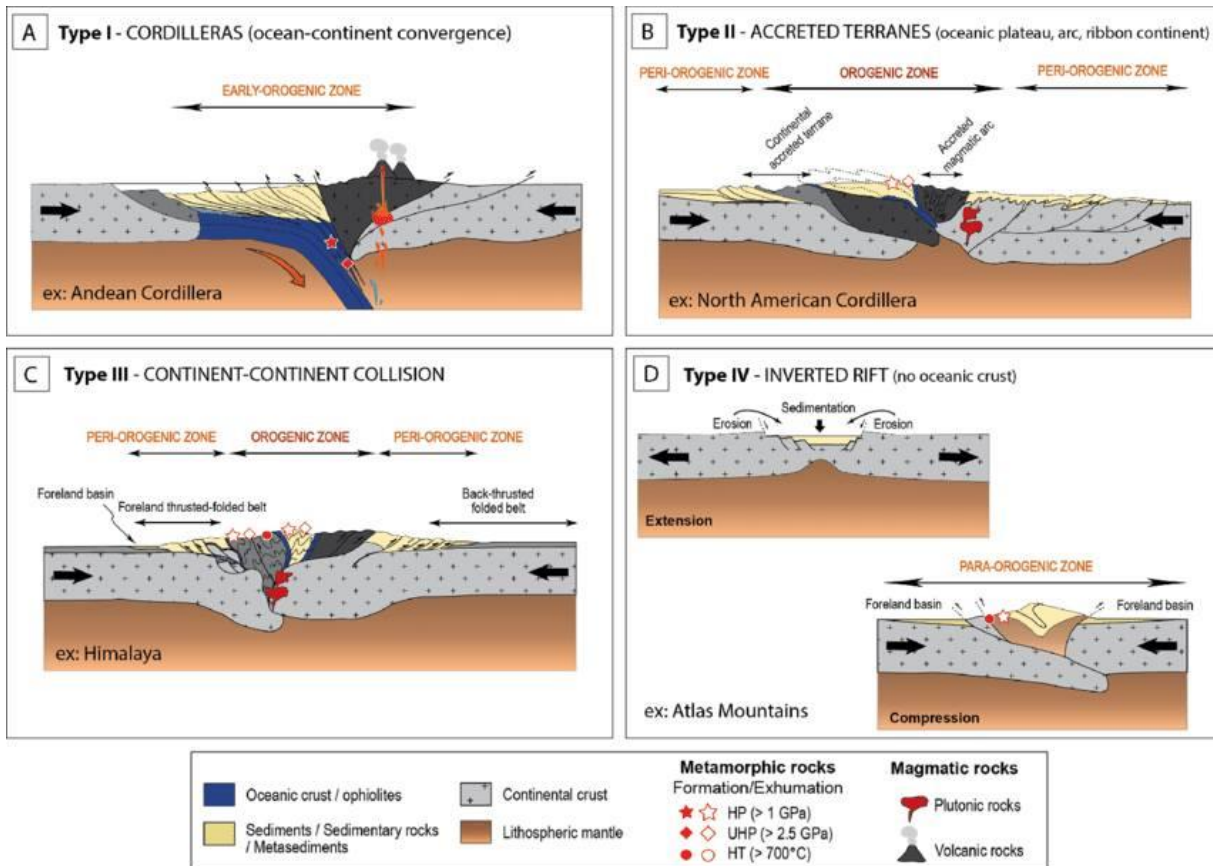 A Type I - CORDILLERAS (ocean-continent convergence)
EARLY-OROGENIC ZONE
ex: Andean Cordillera
B Type II - ACCRETED TERRANES (oceanic plateau, arc, ribbon continent)
PERI-OROGENIC ZONE OROGENIC ZONE PERI-OROGENIC ZONE
Continental
accreted terrane
Accreted
magmatic arc
ex: North American Cordillera
C Type III - CONTINENT-CONTINENT COLLISION
PERI-OROGENIC ZONE OROGENIC ZONE PERI-OROGENIC ZONE
Foreland basin
Foreland thrusted-folded belt
Back-thrusted
folded belt
ex: Himalaya
D Type IV - INVERTED RIFT (no oceanic crust)
Sedimentation
Erosion Erosion
Extension
PARA-OROGENIC ZONE
Foreland basin Foreland basin
ex: Atlas Mountains
Compression
Oceanic crust / ophiolites
Sediments / Sedimentary rocks
/ Metasediments
Continental crust
Lithospheric mantle
Metamorphic rocks
Formation/Exhumation
HP (> 1 GPa)
UHP (> 2.5 GPa)
HT (> 700°C)
Magmatic rocks
Plutonic rocks
Volcanic rocks